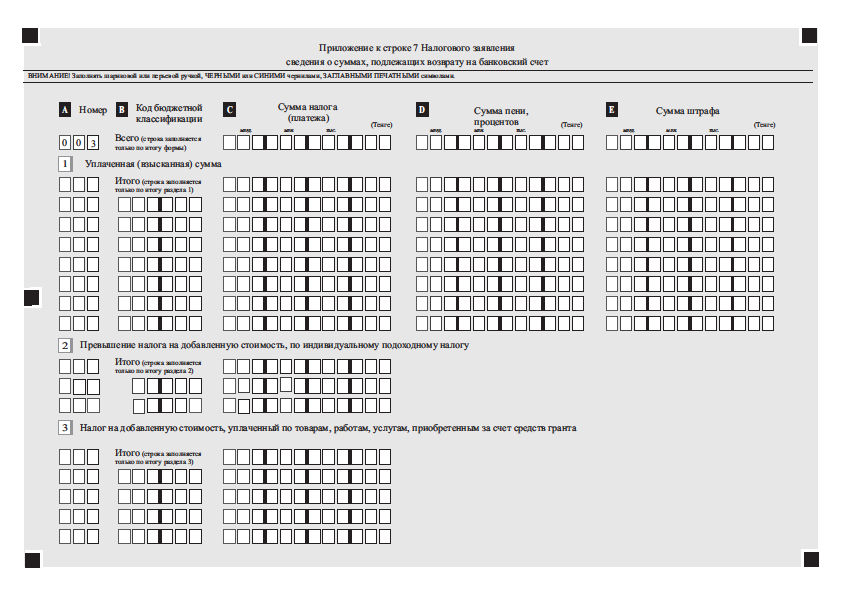 Приложение к строке 7 Налогового заявления
сведения о суммах, подлежащих возврату на банковский счет
ВНИМАНИЕ! Заполнять шариковой или перьевой ручкой, ЧЕРНЫМИ или СИНИМИ чернилами, ЗАГЛАВНЫМИ ПЕЧАТНЫМИ символами.
A Номер
B Код бюджетной классификации
C Сумма налога (платежа)
D Сумма пени, процентов
E Сумма штрафа
млрд. млн тыс. (Тенге)
млрд. млн тыс. (Тенге)
млрд. млн тыс. (Тенге)
0 0 3
Всего (строка заполняется
только по итогу формы)
1 Уплаченная (взысканная) сумма
Итого (строка заполняется
только по итогу раздела 1)
2 Превышение налога на добавленную стоимость, по индивидуальному подоходному налогу
Итого (строка заполняется
только по итогу раздела 2)
3 Налог на добавленную стоимость, уплаченный по товарам, работам, услугам, приобретенным за счет средств гранта
Итого (строка заполняется
только по итогу раздела 3)